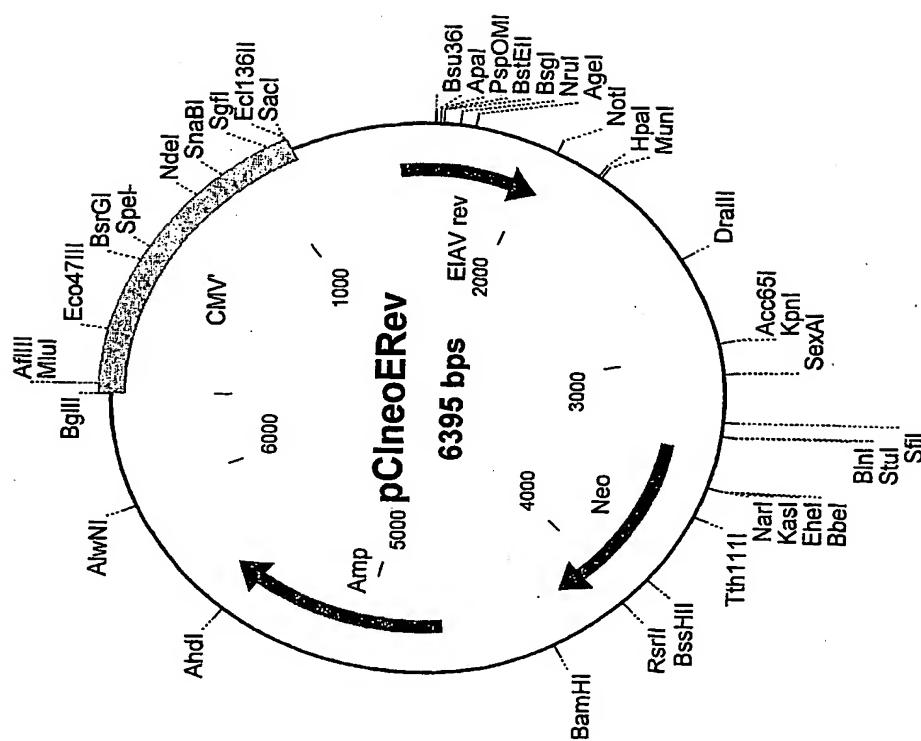 BglII
AflIII
MluI
Eco47III
BsrGI
SpeI
NdeI
SnaBI
SgfI
Ecl136II
SacI
Bsu36I
ApaI
PspOMI
BstEII
BsgI
NruI
AgeI
NotI
HpaI
MunI
DraIII
Acc65I
KpnI
SexAI
SfiI
StuI
BlnI
BbeI
EheI
KasI
NarI
Tth111I
BssHII
RsrII
BamHI
AhdI
AlwNI
CMV'
1000
EIAV rev
2000
3000
Neo
4000
Amp
5000
6000
pCIneoERev
6395 bps